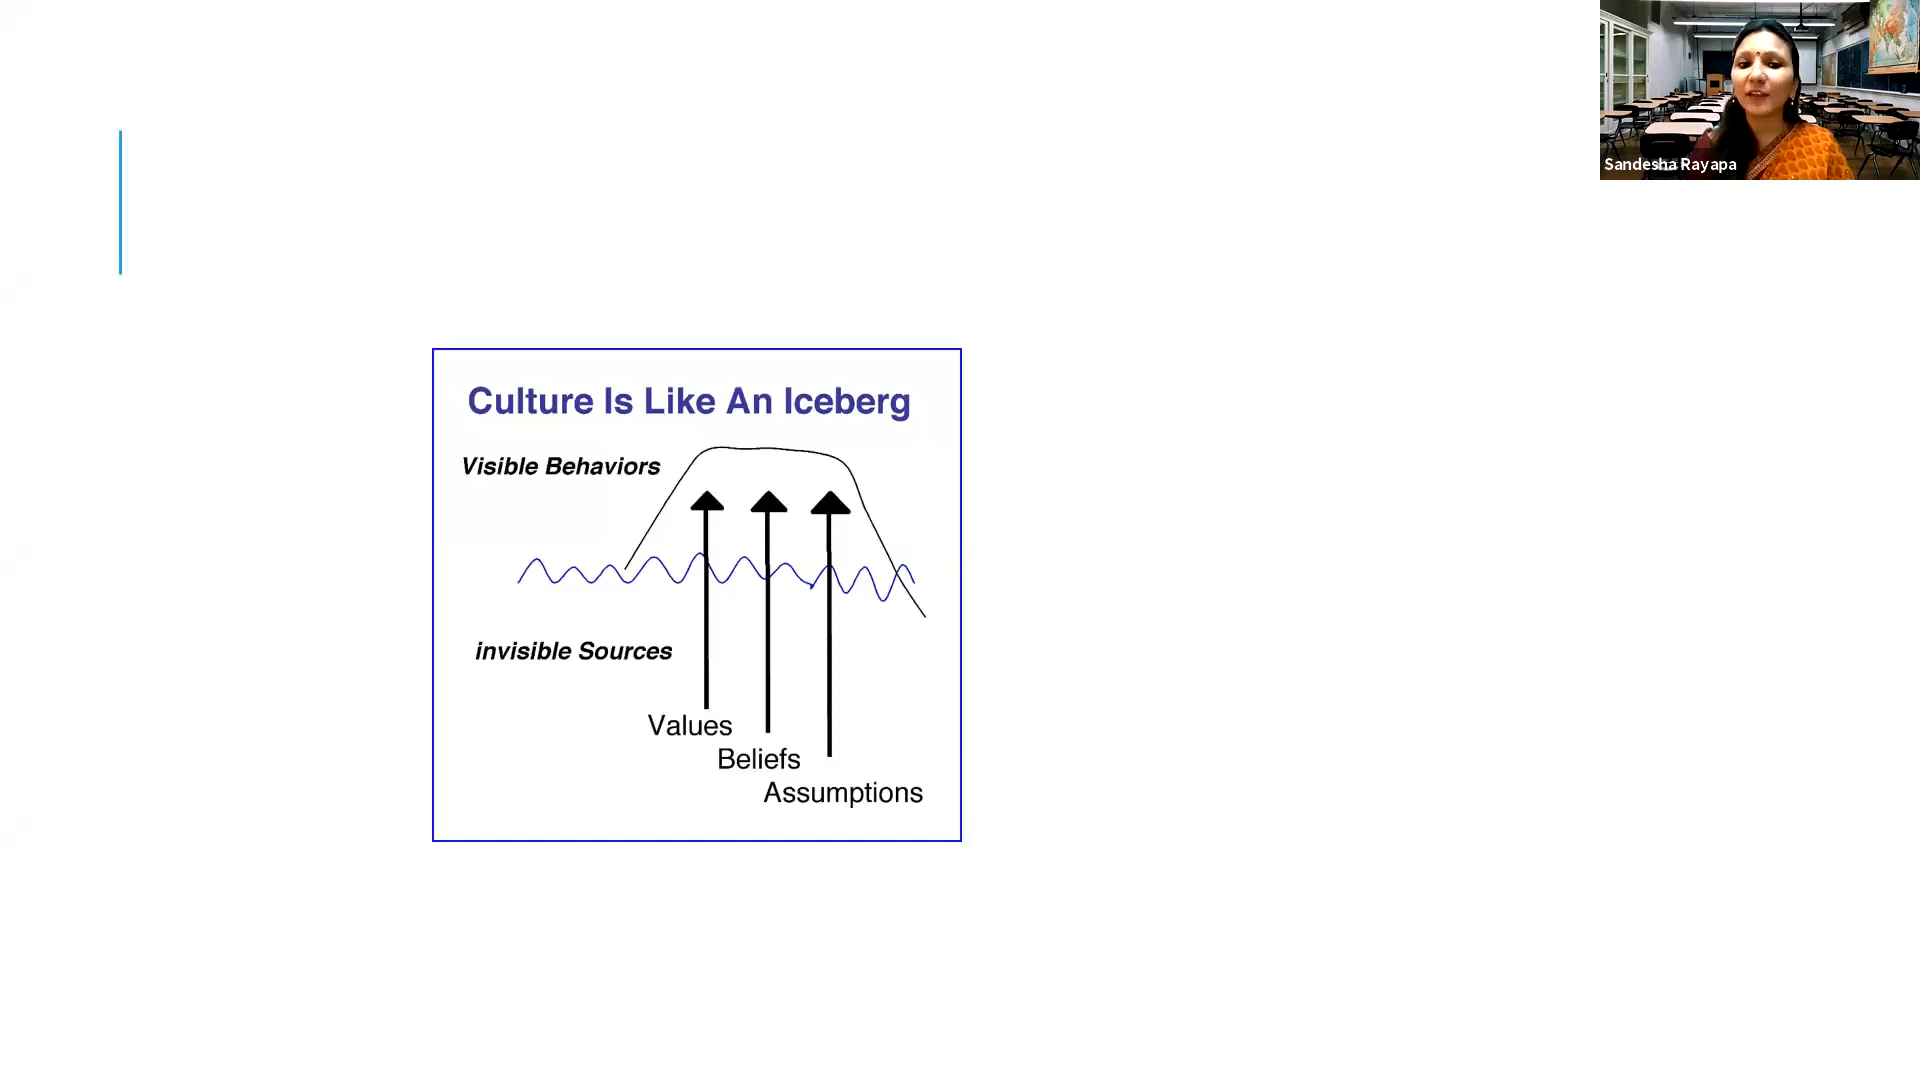 Sandesha Rayapa
Culture Is Like An Iceberg
Visible Behaviors
invisible Sources
Values
Beliefs
Assumptions